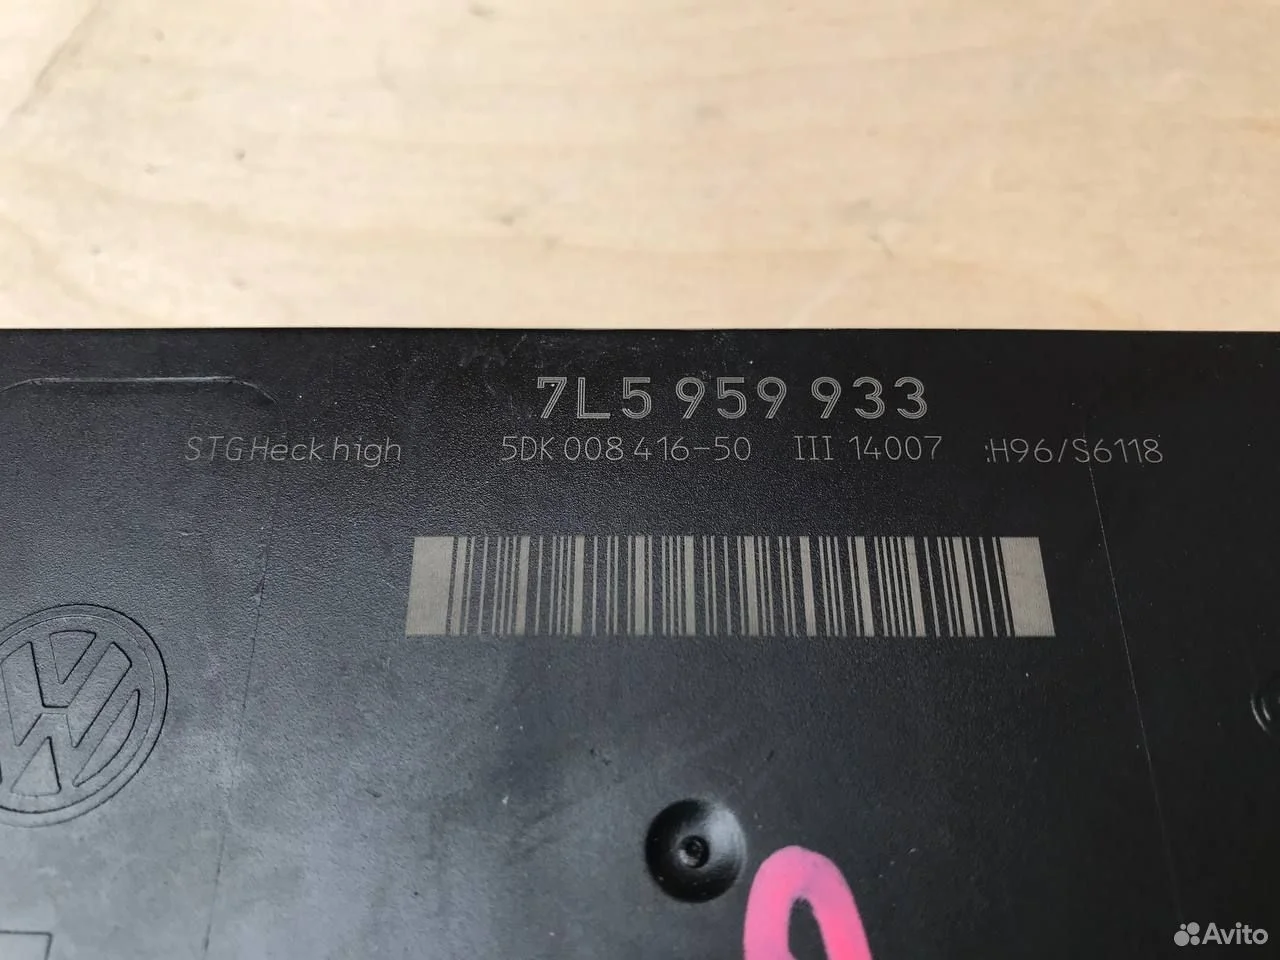 7L5 959 933
STG Heck high 5DK 008 416-50 III 14007 :H96/S6118
Avito